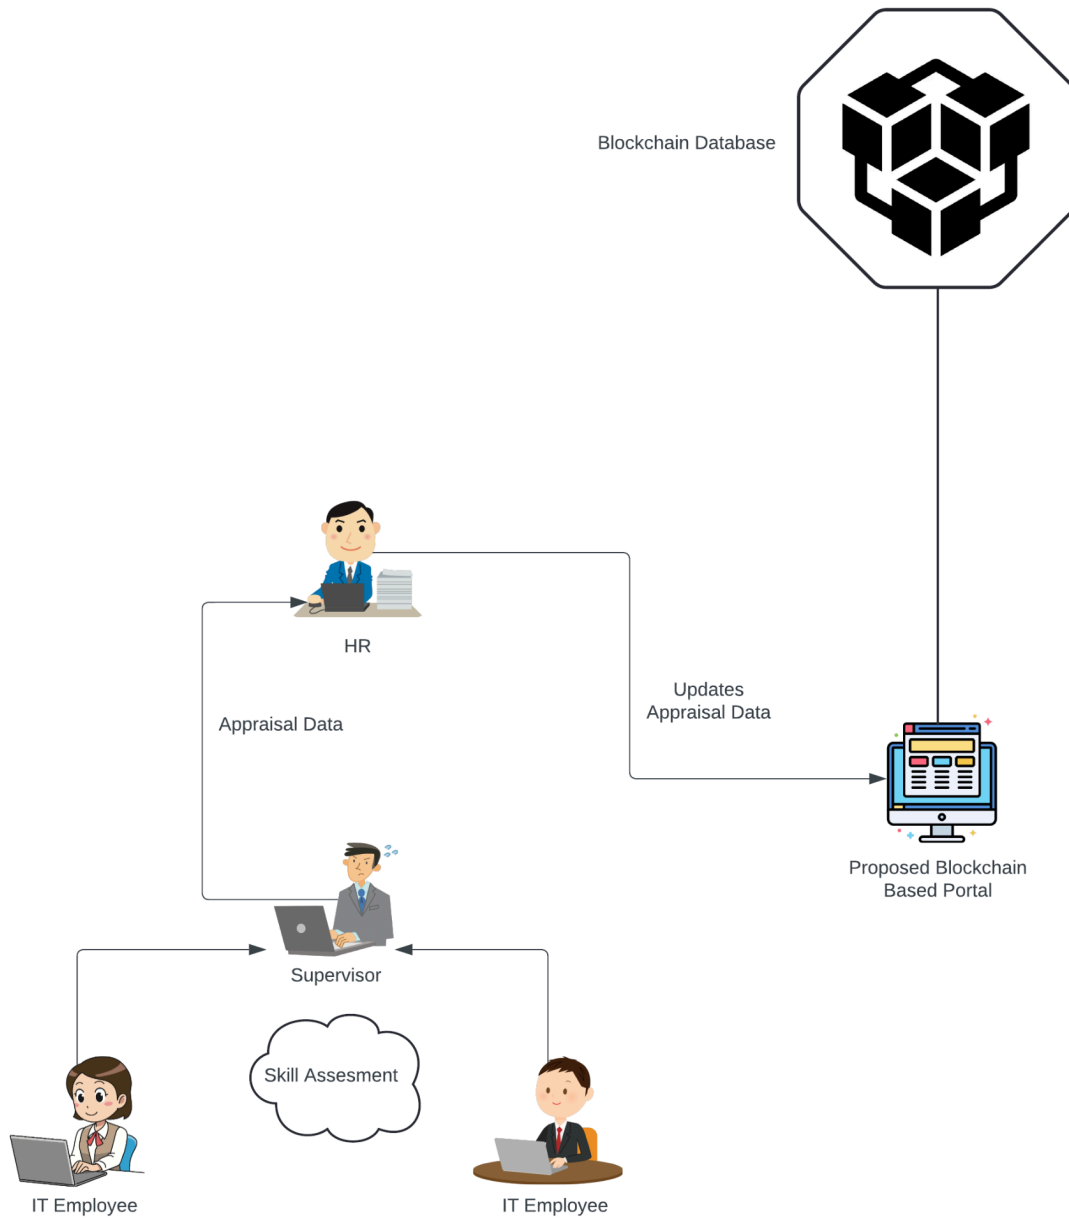 Blockchain Database
HR
Updates
Appraisal Data
Appraisal Data
Proposed Blockchain
Based Portal
Supervisor
Skill Assesment
IT Employee
IT Employee